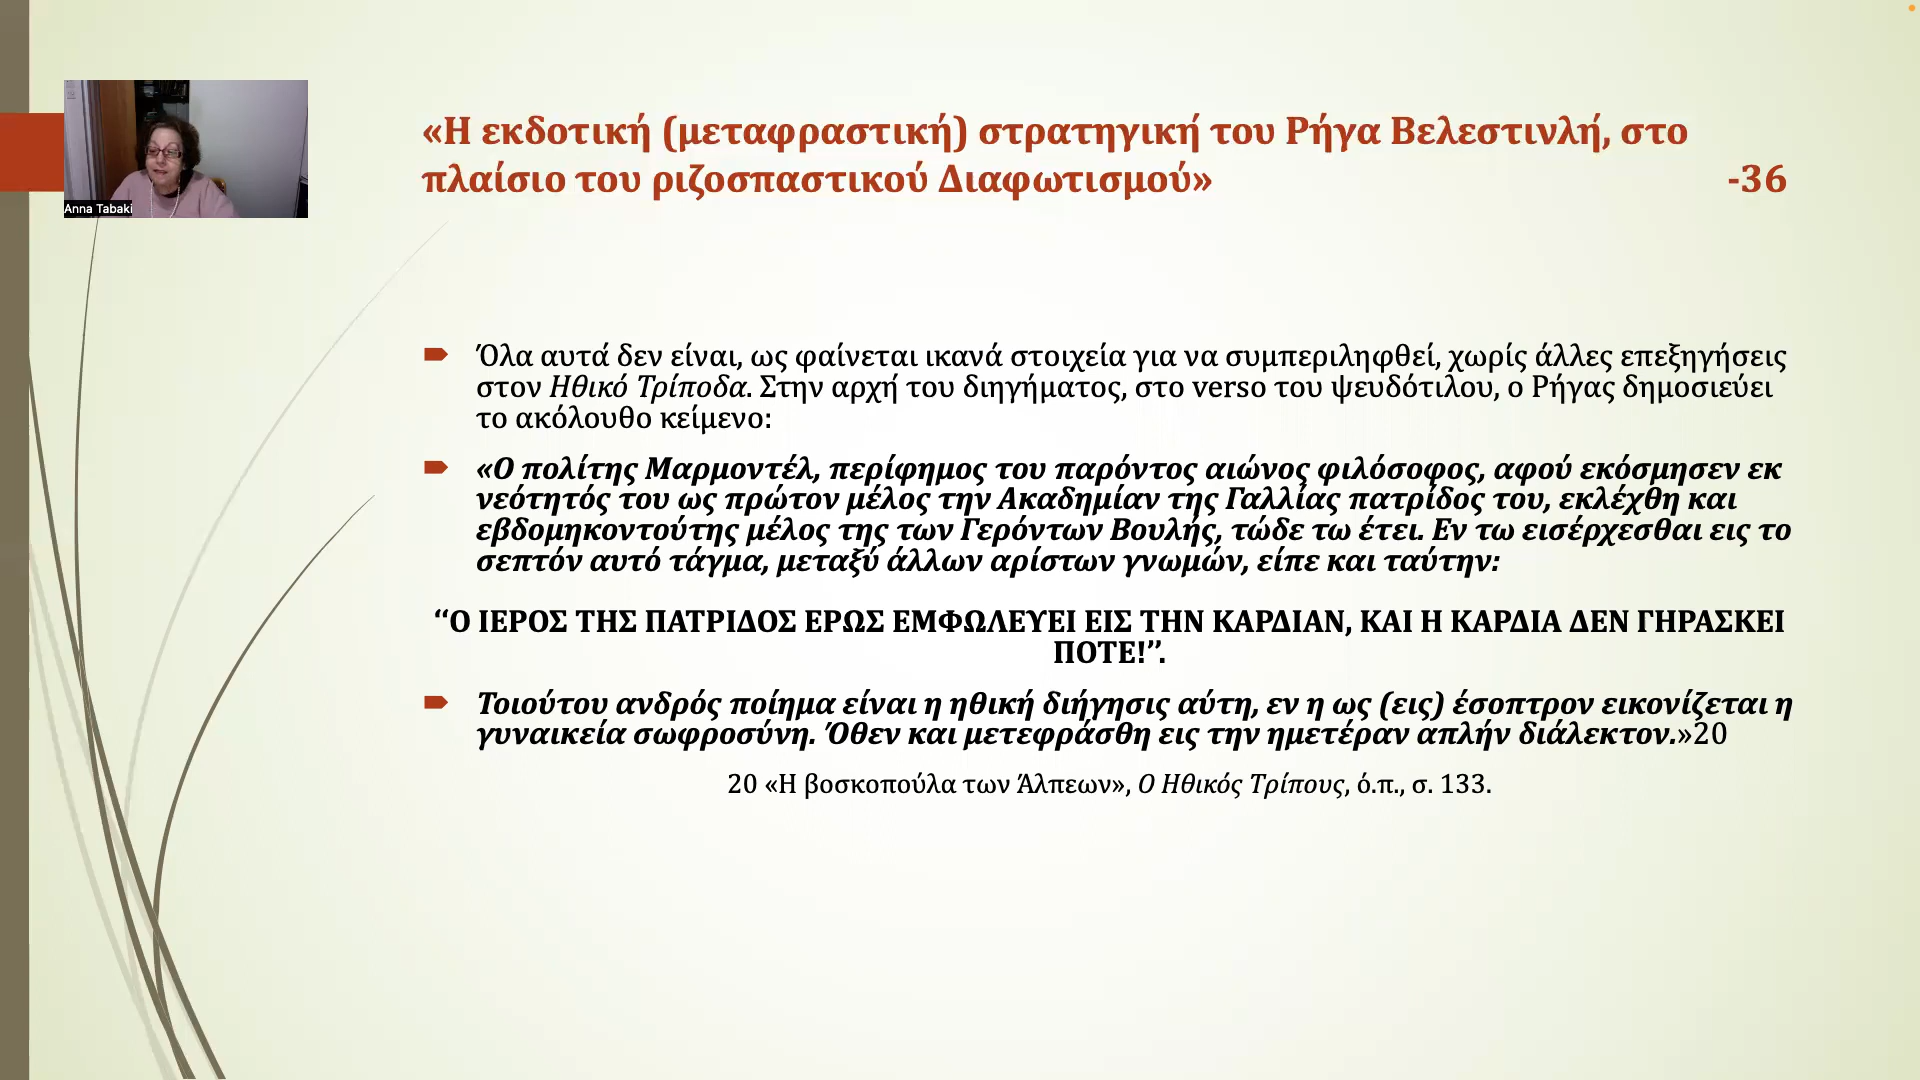 «Η εκδοτική (μεταφραστική) στρατηγική του Ρήγα Βελεστινλή, στο
πλαίσιο του ριζοσπαστικού Διαφωτισμού» -36
Anna Tabaki
Όλα αυτά δεν είναι, ως φαίνεται ικανά στοιχεία για να συμπεριληφθεί, χωρίς άλλες επεξηγήσεις
στον Ηθικό Τρίποδα. Στην αρχή του διηγήματος, στο verso του ψευδότιλου, ο Ρήγας δημοσιεύει
το ακόλουθο κείμενο:
«Ο πολίτης Μαρμοντέλ, περίφημος του παρόντος αιώνος φιλόσοφος, αφού εκόσμησεν εκ
νεότητός του ως πρώτον μέλος την Ακαδημίαν της Γαλλίας πατρίδος του, εκλέχθη και
εβδομηκοντούτης μέλος της των Γερόντων Βουλής, τώδε τω έτει. Εν τω εισέρχεσθαι εις το
σεπτόν αυτό τάγμα, μεταξύ άλλων αρίστων γνωμών, είπε και ταύτην:
‘‘Ο ΙΕΡΟΣ ΤΗΣ ΠΑΤΡΙΔΟΣ ΕΡΩΣ ΕΜΦΩΛΕΥΕΙ ΕΙΣ ΤΗΝ ΚΑΡΔΙΑΝ, ΚΑΙ Η ΚΑΡΔΙΑ ΔΕΝ ΓΗΡΑΣΚΕΙ
ΠΟΤΕ!’’.
Τοιούτου ανδρός ποίημα είναι η ηθική διήγησις αύτη, εν η ως (εις) έσοπτρον εικονίζεται η
γυναικεία σωφροσύνη. Όθεν και μετεφράσθη εις την ημετέραν απλήν διάλεκτον.»20
20 «Η βοσκοπούλα των Άλπεων», Ο Ηθικός Τρίπους, ό.π., σ. 133.